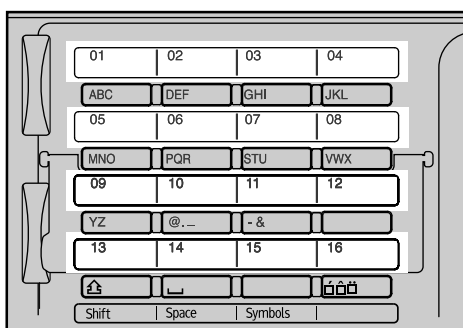 01 02 03 04
ABC DEF GHI JKL
05 06 07 08
MNO PQR STU VWX
09 10 11 12
YZ @._ - &
13 14 15 16
óôö
Shift Space Symbols